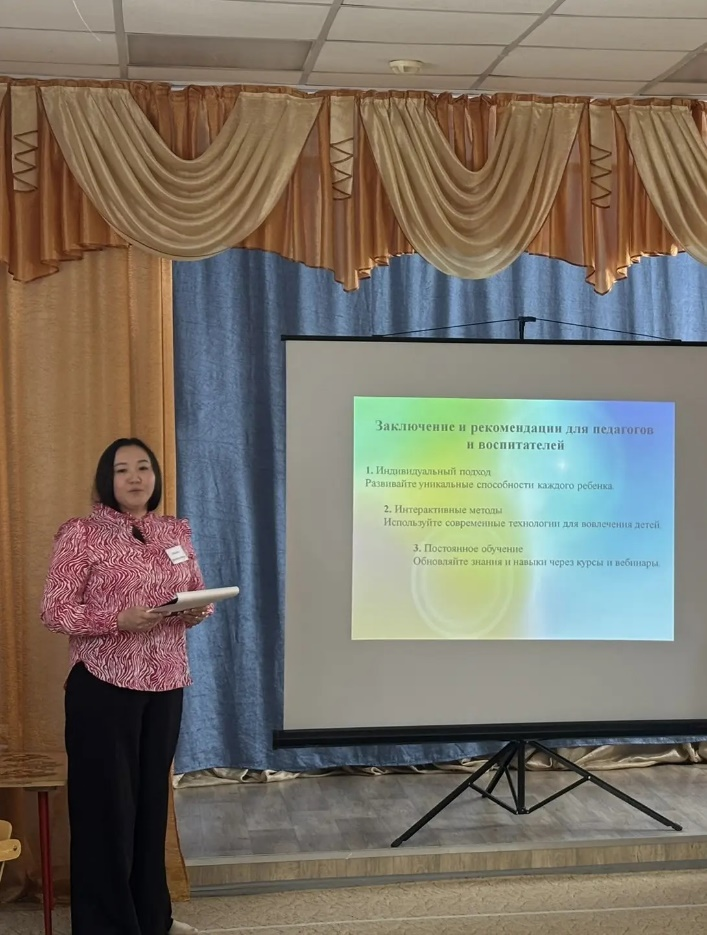 Заключение и рекомендации для педагогов
и воспитателей
1. Индивидуальный подход
Развивайте уникальные способности каждого ребенка.
2. Интерактивные методы
Используйте современные технологии для вовлечения детей.
3. Постоянное обучение
Обновляйте знания и навыки через курсы и вебинары.